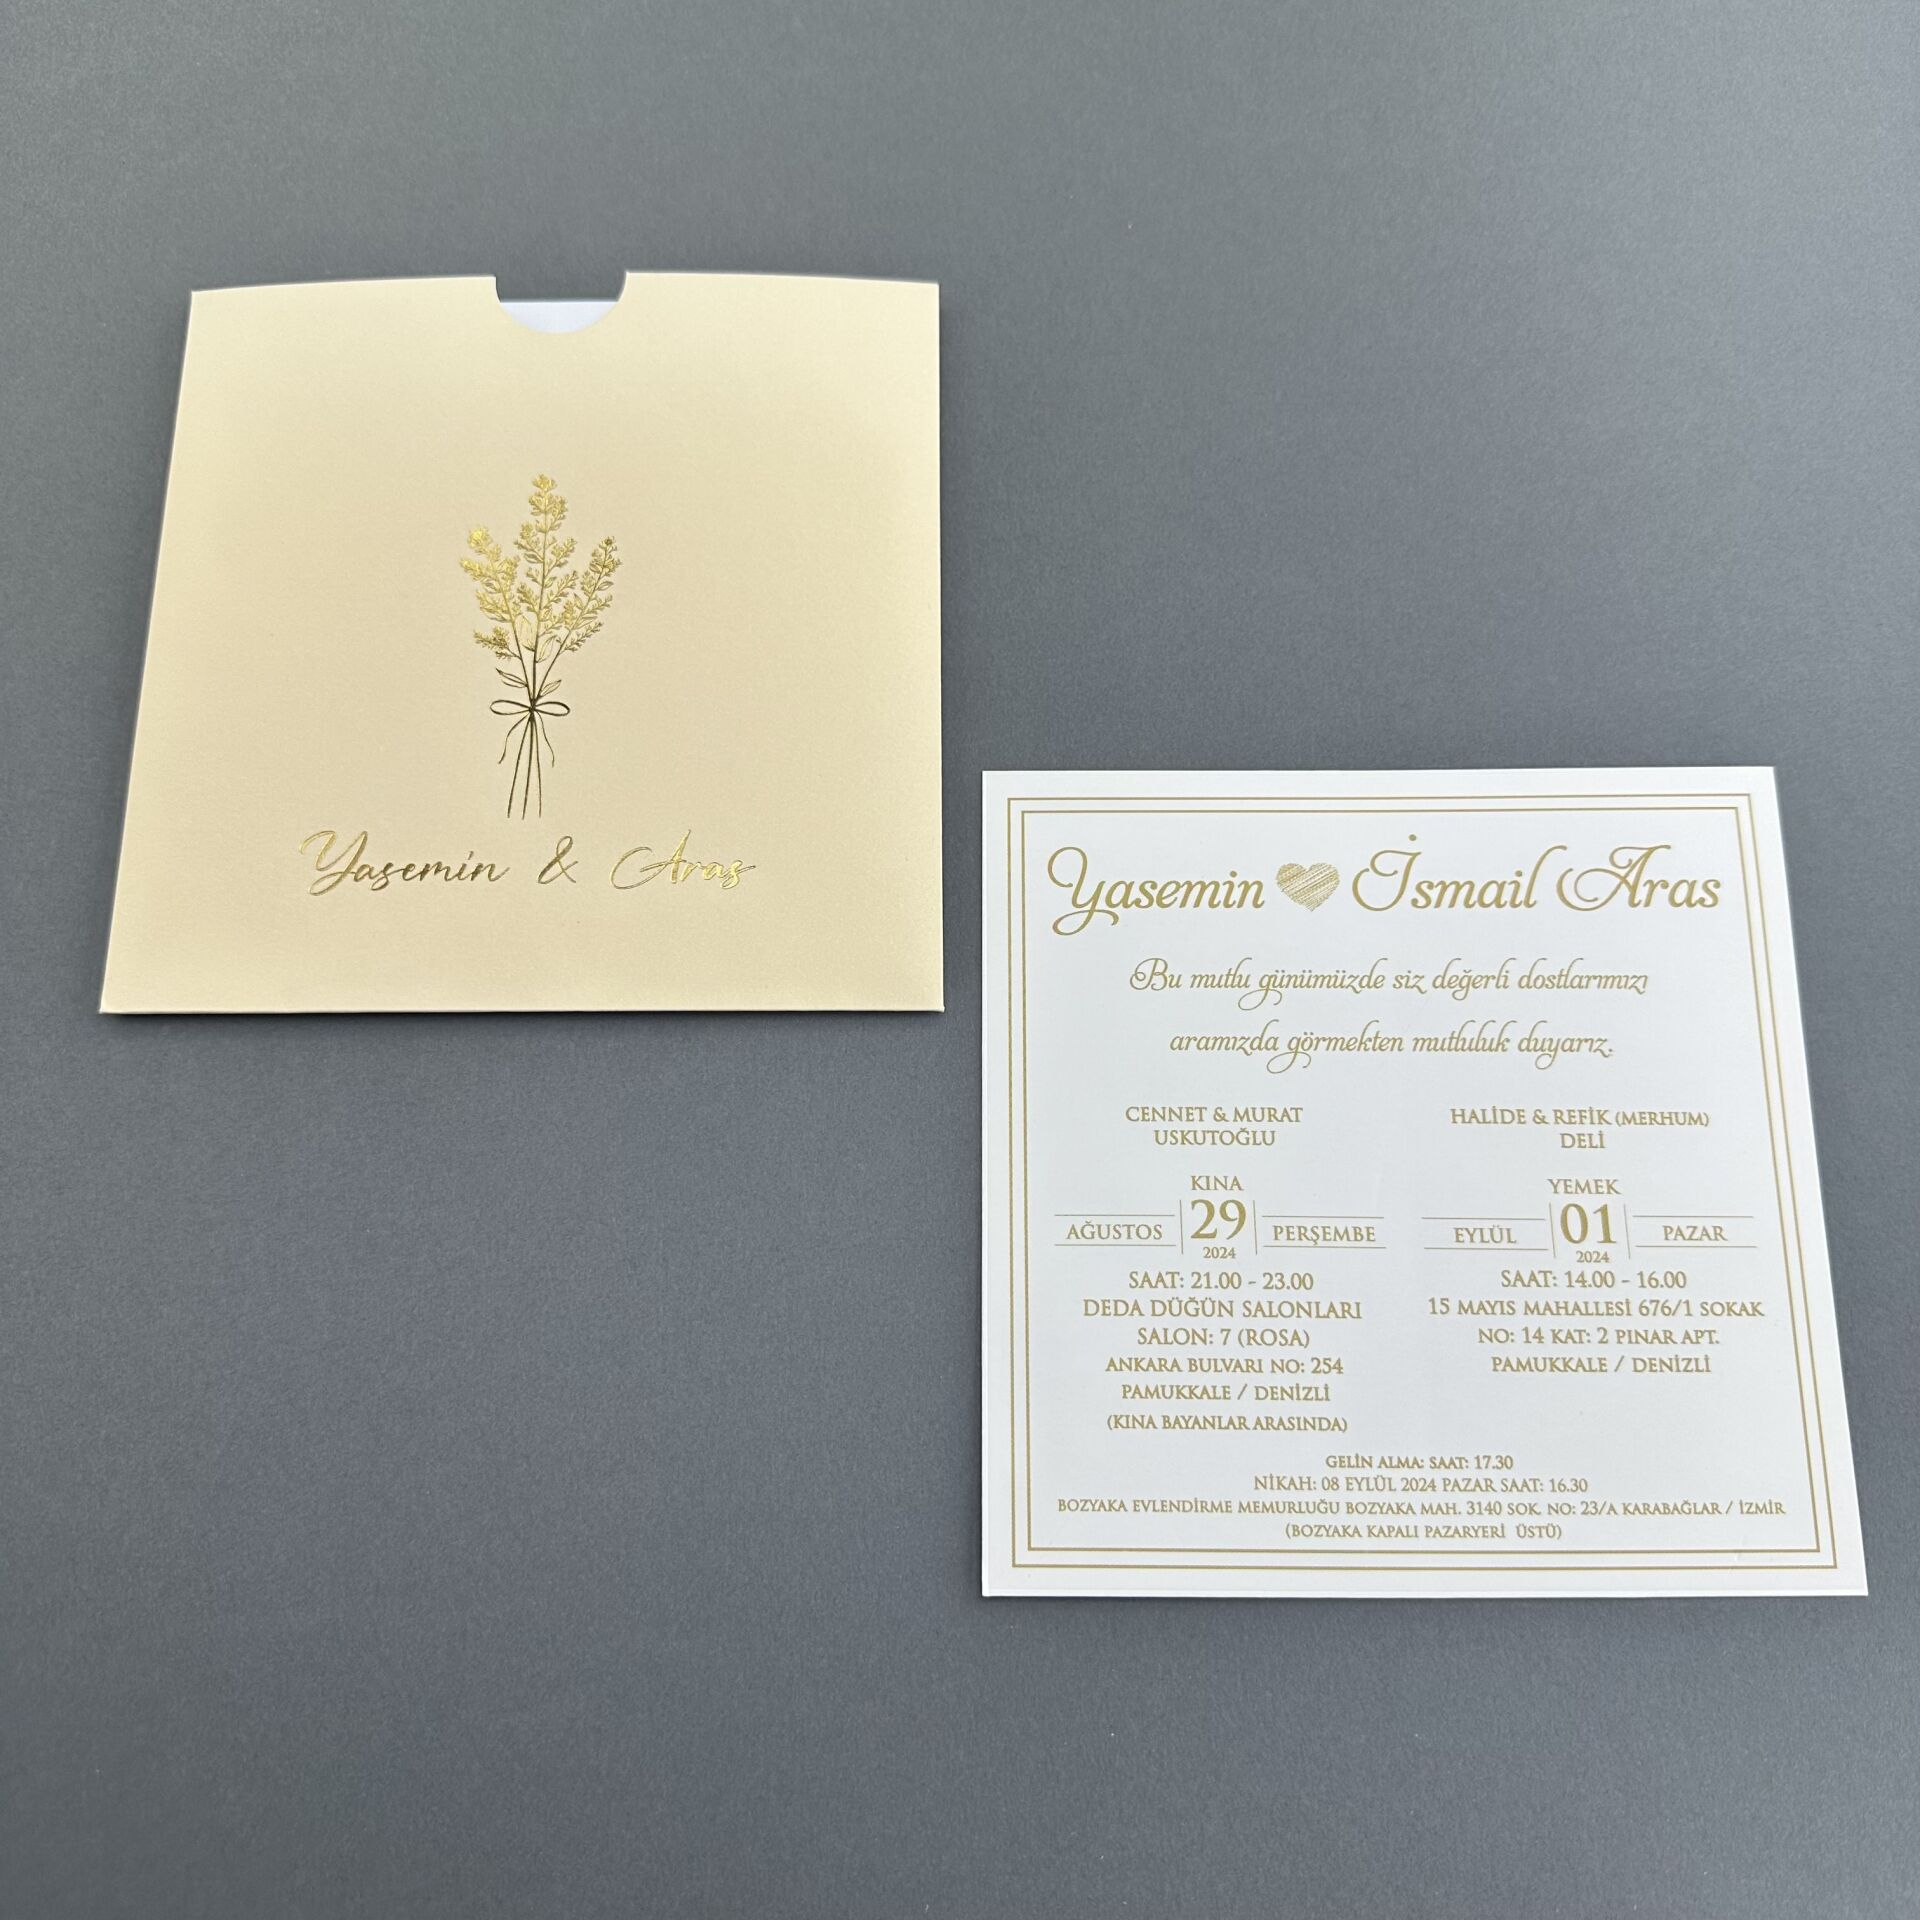 Yasemin & Aras
Yasemin İsmail Aras
Bu mutlu günümüzde siz değerli dostlarımızı
aramızda görmekten mutluluk duyarız.
CENNET & MURAT
USKUTOĞLU
KINA
AĞUSTOS 29 PERŞEMBE
2024
SAAT: 21.00 - 23.00
DEDA DÜĞÜN SALONLARI
SALON: 7 (ROSA)
ANKARA BULVARI NO: 254
PAMUKKALE / DENİZLİ
(KINA BAYANLAR ARASINDA)
HALİDE & REFİK (MERHUM)
DELİ
YEMEK
EYLÜL 01 PAZAR
2024
SAAT: 14.00 - 16.00
15 MAYIS MAHALLESİ 676/1 SOKAK
NO: 14 KAT: 2 PINAR APT.
PAMUKKALE / DENİZLİ
GELİN ALMA: SAAT: 17.30
NİKAH: 08 EYLÜL 2024 PAZAR SAAT: 16.30
BOZYAKA EVLENDİRME MEMURLUĞU BOZYAKA MAH. 3140 SOK. NO: 23/A KARABAĞLAR / İZMİR
(BOZYAKA KAPALI PAZARYERİ ÜSTÜ)